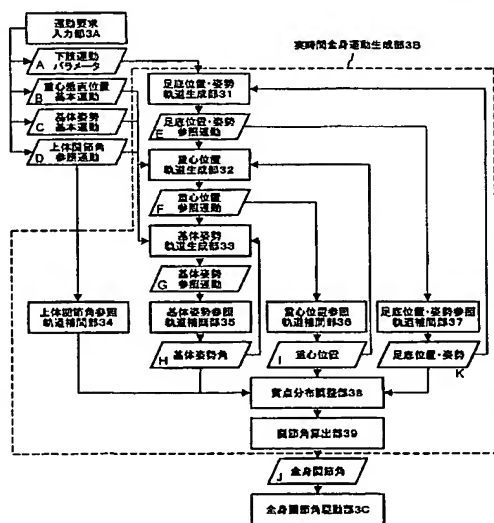 運動要求
入力部3A
実時間全身運動生成部3B
A
下肢運動
パラメータ
B
重心鉛直位置
基本運動
C
基体姿勢
基本運動
D
上体関節角
参照運動
足底位置・姿勢
軌道生成部31
E
足底位置・姿勢
参照運動
重心位置
軌道生成部32
F
重心位置
参照運動
基体姿勢
軌道生成部33
G
基体姿勢
参照運動
上体関節角参照
軌道補間部34
基体姿勢参照
軌道補間部35
重心位置参照
軌道補間部36
足底位置・姿勢参照
軌道補間部37
H
基体姿勢角
I
重心位置
足底位置・姿勢
K
質点分布調整部38
関節角算出部39
J
全身関節角
全身関節角駆動部3C